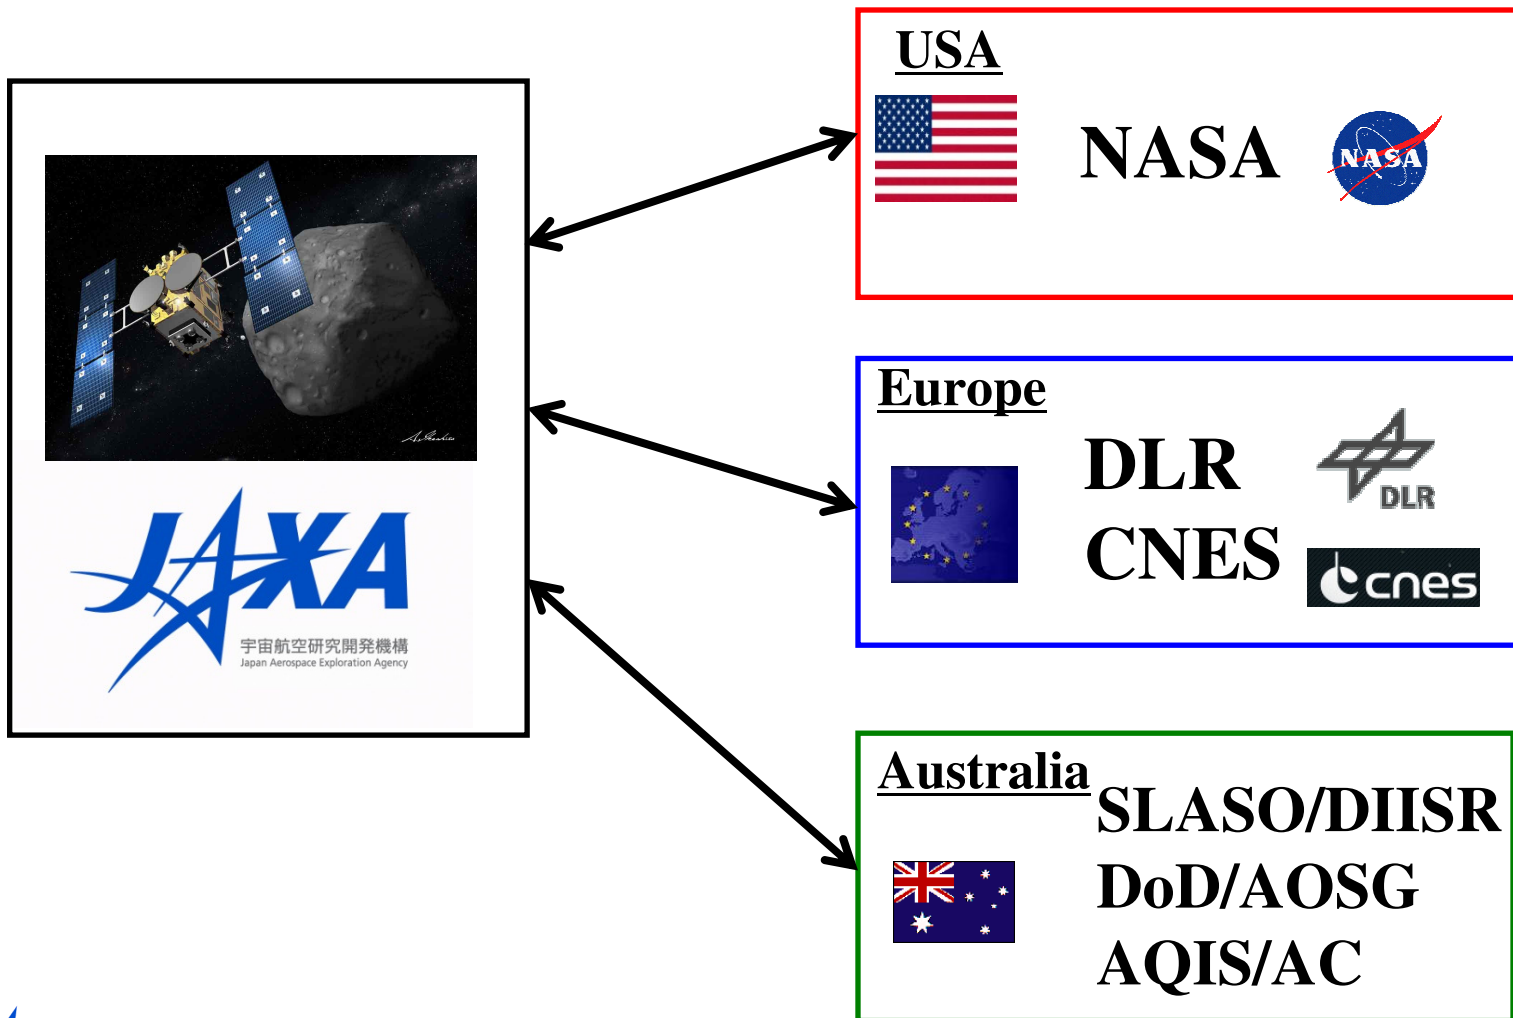 JAXA
宇宙航空研究開発機構
Japan Aerospace Exploration Agency
USA
NASA
NASA
Europe
DLR
CNES
DLR
cnes
Australia
SLASO/DIISR
DoD/AOSG
AQIS/AC